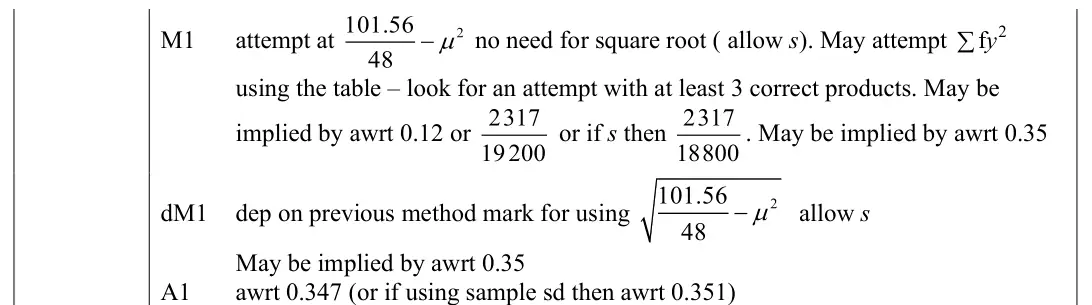 M1 attempt at 101.56/48 − μ² no need for square root ( allow s). May attempt ∑fy²
using the table – look for an attempt with at least 3 correct products. May be
implied by awrt 0.12 or 2317/19200 or if s then 2317/18800. May be implied by awrt 0.35
dM1 dep on previous method mark for using √(101.56/48 − μ²) allow s
May be implied by awrt 0.35
A1 awrt 0.347 (or if using sample sd then awrt 0.351)